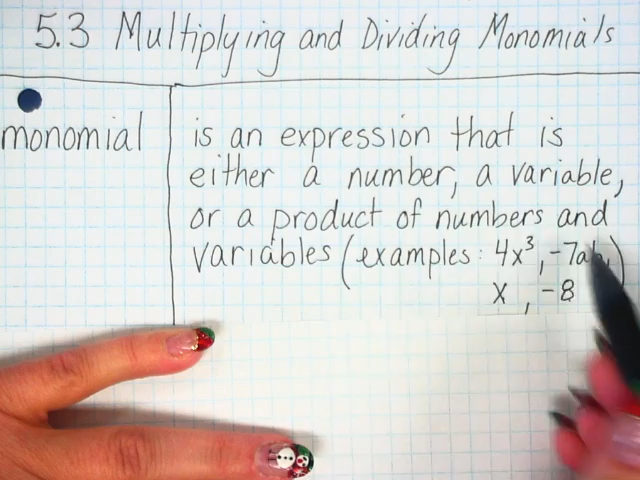 5.3 Multiplying and Dividing Monomials
monomial
is an expression that is
either a number, a variable,
or a product of numbers and
variables (examples: 4x³, -7ab,)
x, -8